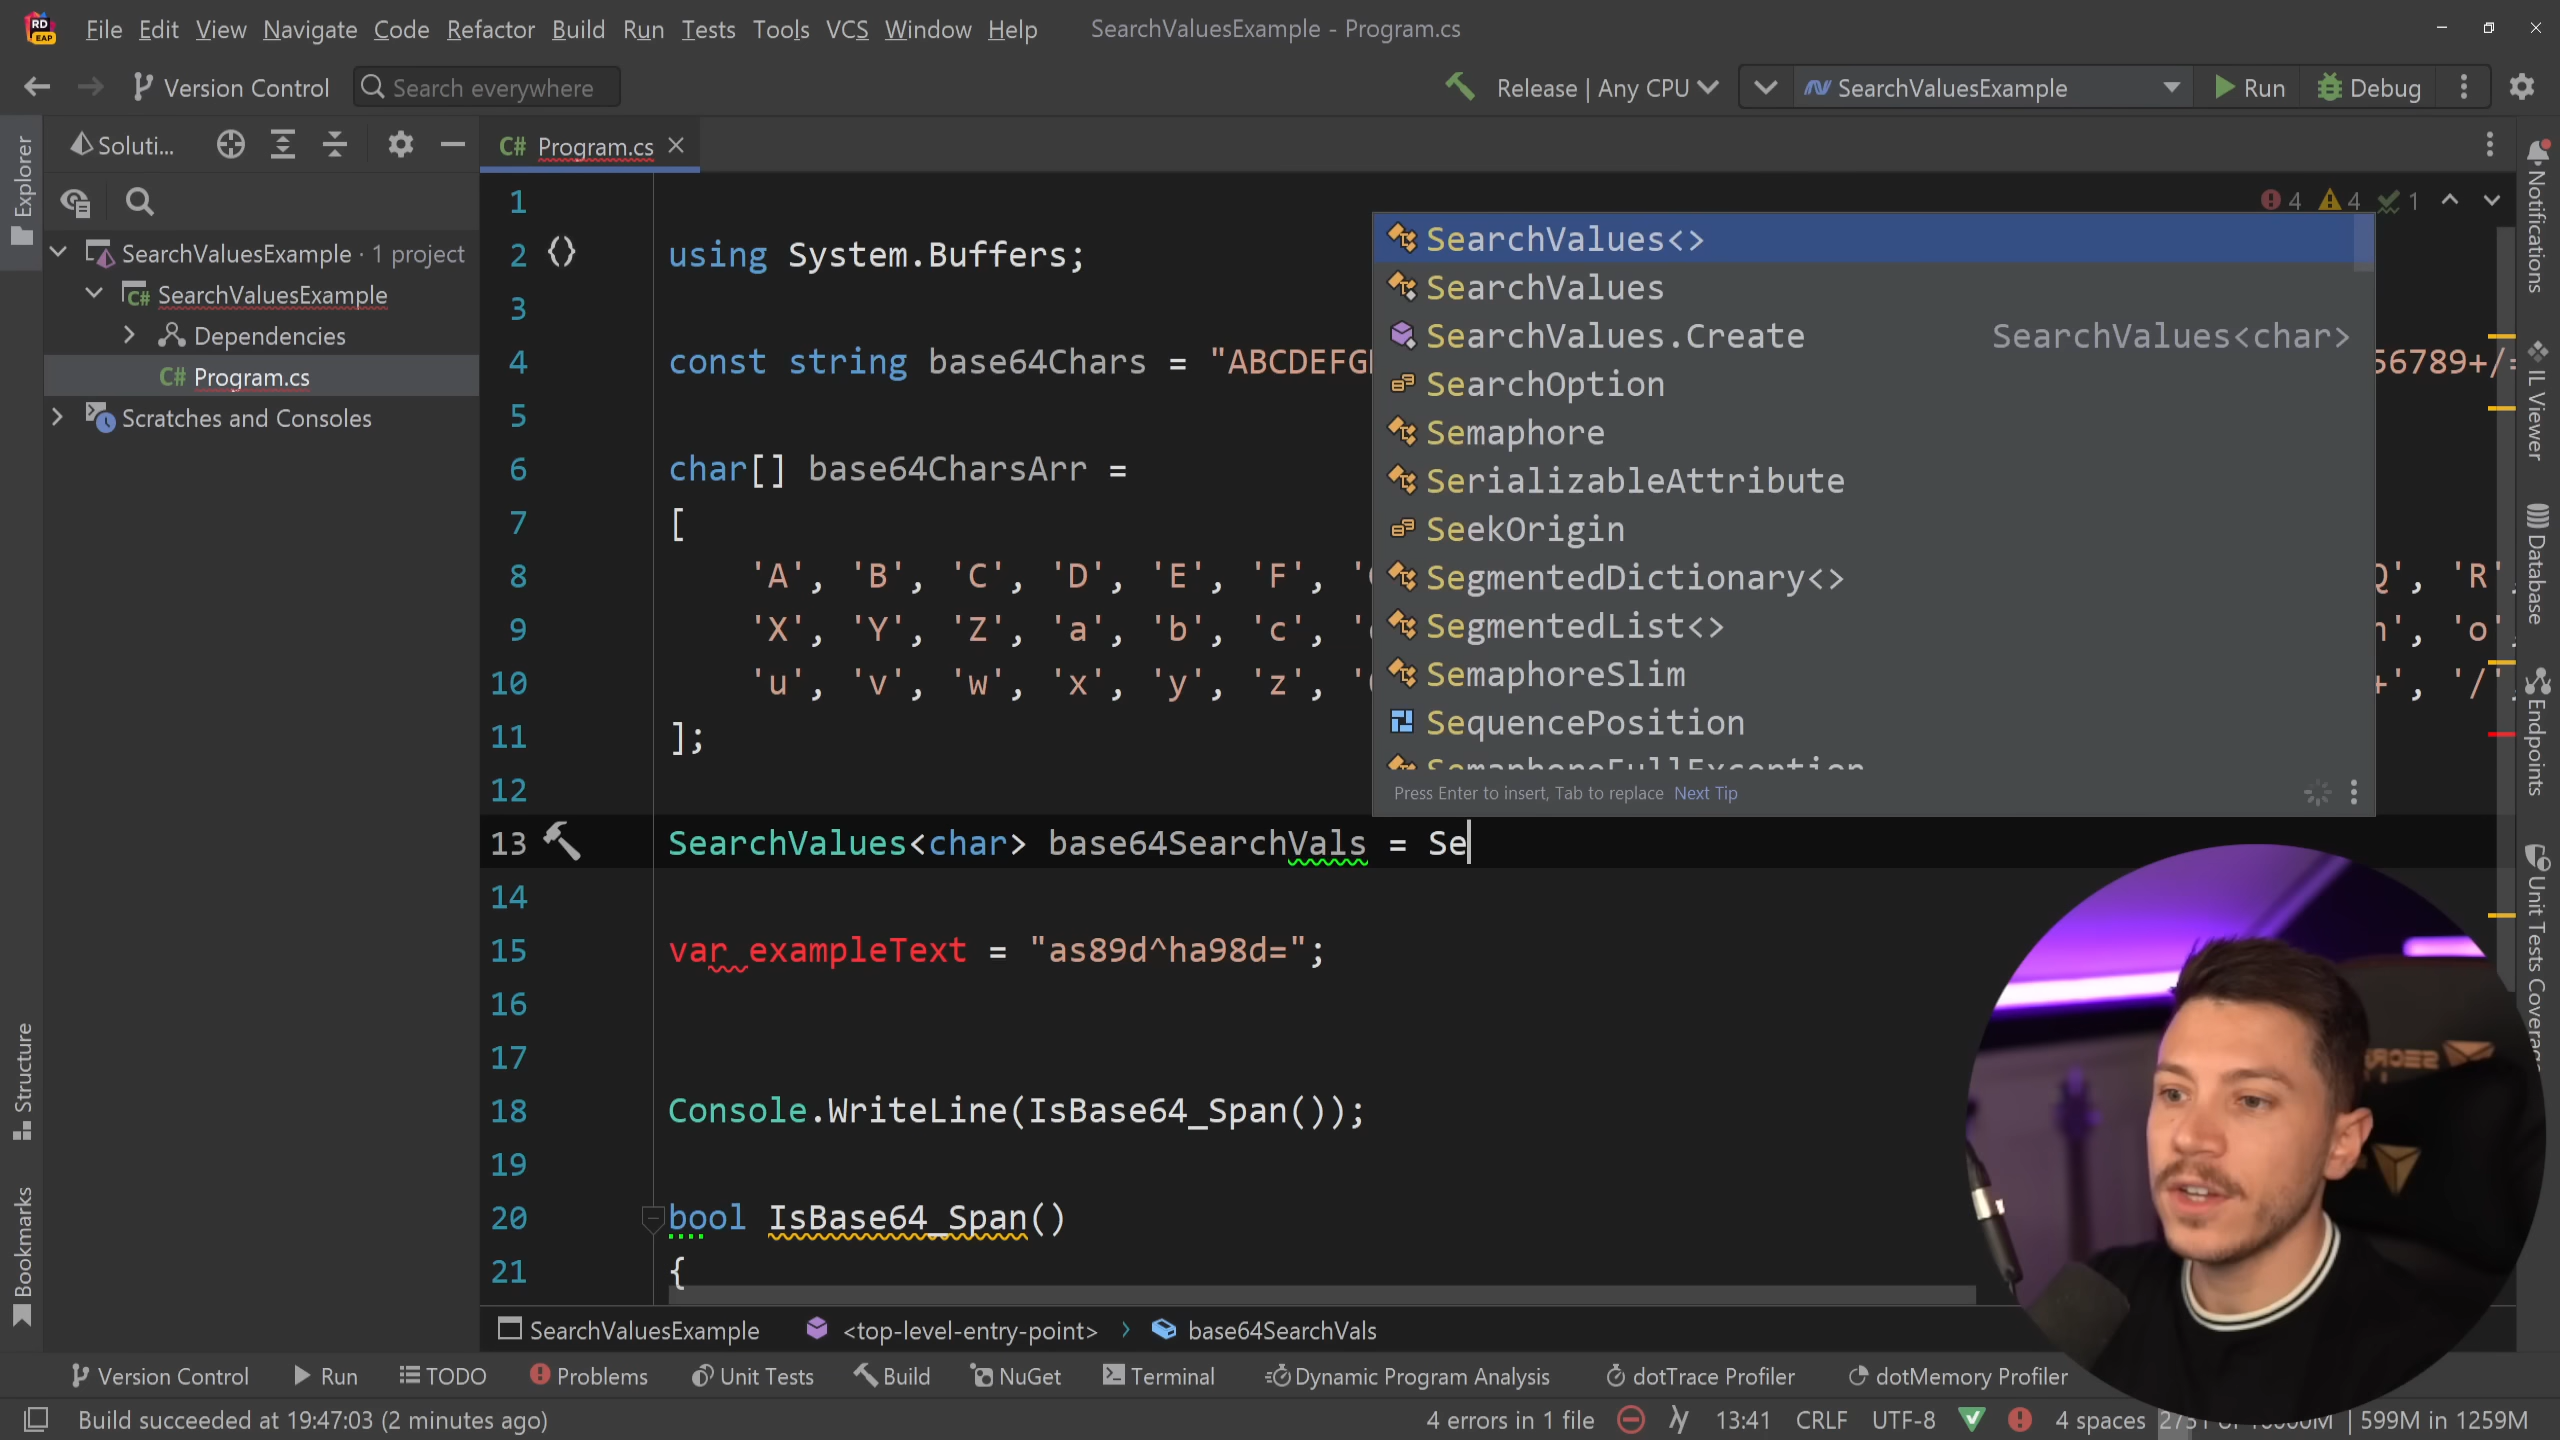 RD
EAP
File Edit View Navigate Code Refactor Build Run Tests Tools VCS Window Help
SearchValuesExample - Program.cs
Version Control
Search everywhere
Release | Any CPU
SearchValuesExample
Run
Debug
Explorer
Soluti...
C# Program.cs
SearchValuesExample · 1 project
C# SearchValuesExample
Dependencies
C# Program.cs
Scratches and Consoles
Structure
Bookmarks
4 4 1
1
2 using System.Buffers;
3
4 const string base64Chars = "ABCDEFG 56789+/=
5
6 char[] base64CharsArr =
7 [
8 'A', 'B', 'C', 'D', 'E', 'F', ', 'R',
9 'X', 'Y', 'Z', 'a', 'b', 'c', ', 'o',
10 'u', 'v', 'w', 'x', 'y', 'z', +', '/',
11 ];
12
13 SearchValues<char> base64SearchVals = Se
14
15 var exampleText = "as89d^ha98d=";
16
17
18 Console.WriteLine(IsBase64_Span());
19
20 bool IsBase64_Span()
21 {
SearchValues<>
SearchValues
SearchValues.Create SearchValues<char>
SearchOption
Semaphore
SerializableAttribute
SeekOrigin
SegmentedDictionary<>
SegmentedList<>
SemaphoreSlim
SequencePosition
SemaphoreFullException
Press Enter to insert, Tab to replace Next Tip
Notifications
IL Viewer
Database
Endpoints
Unit Tests Coverag
SearchValuesExample <top-level-entry-point> base64SearchVals
Version Control Run TODO Problems Unit Tests Build NuGet Terminal Dynamic Program Analysis dotTrace Profiler dotMemory Profiler
Build succeeded at 19:47:03 (2 minutes ago)
4 errors in 1 file 13:41 CRLF UTF-8 4 spaces 599M in 1259M